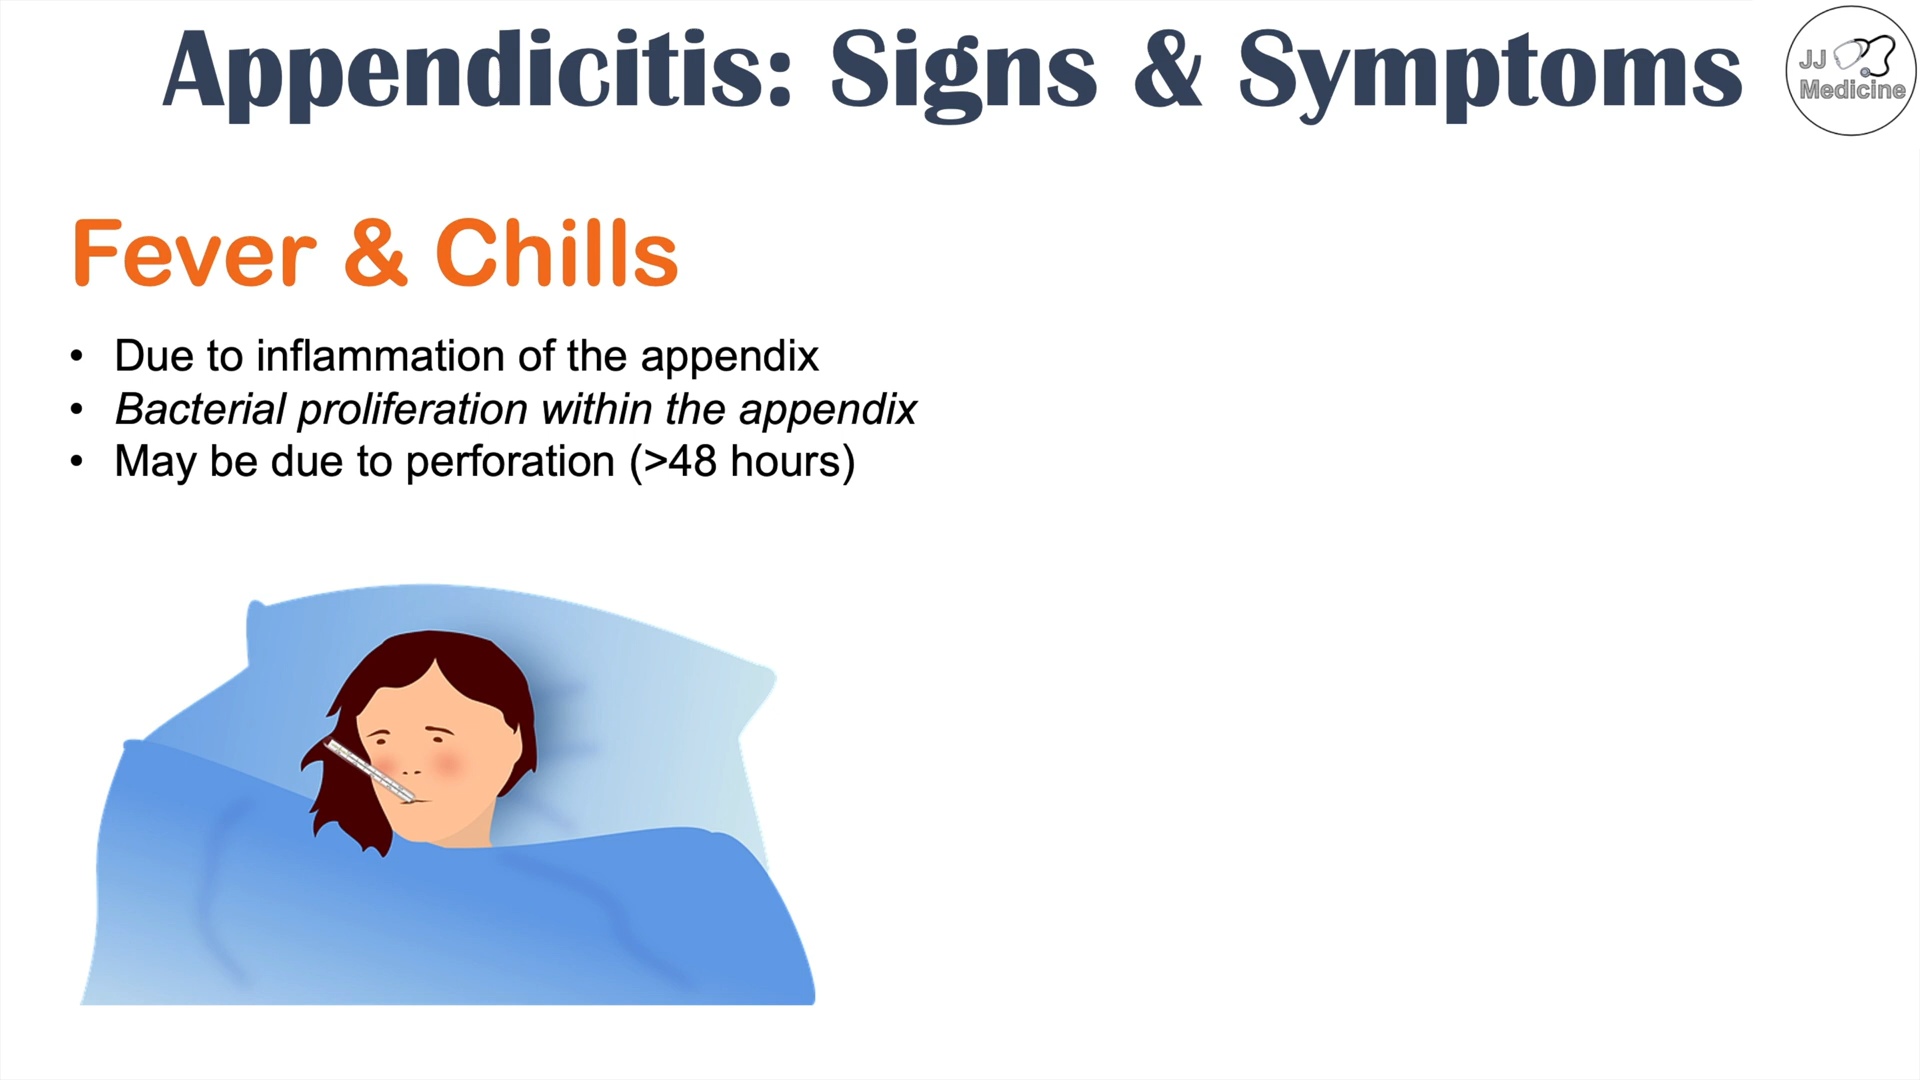 Appendicitis: Signs & Symptoms
JJ
Medicine
Fever & Chills
• Due to inflammation of the appendix
• Bacterial proliferation within the appendix
• May be due to perforation (>48 hours)